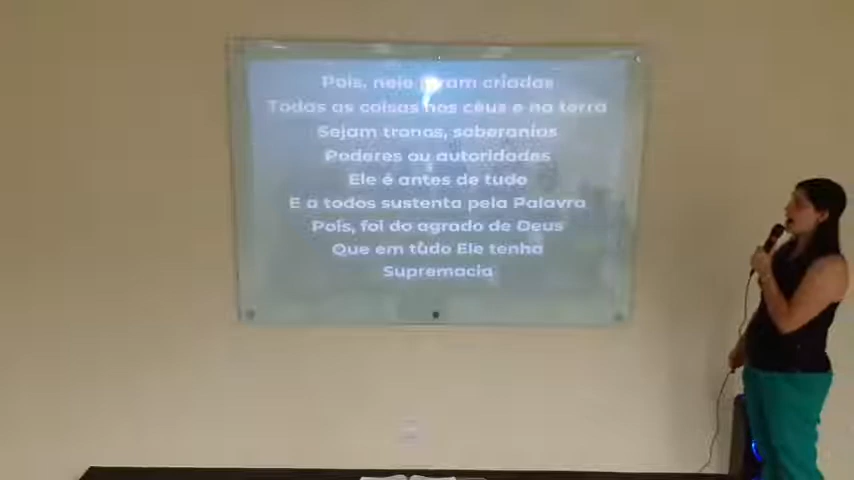 Pois, nele foram criadas
Todas as coisas nos céus e na terra
Sejam tronos, soberanias
Poderes ou autoridades
Ele é antes de tudo
E a todos sustenta pela Palavra
Pois, foi do agrado de Deus
Que em tudo Ele tenha
Supremacia